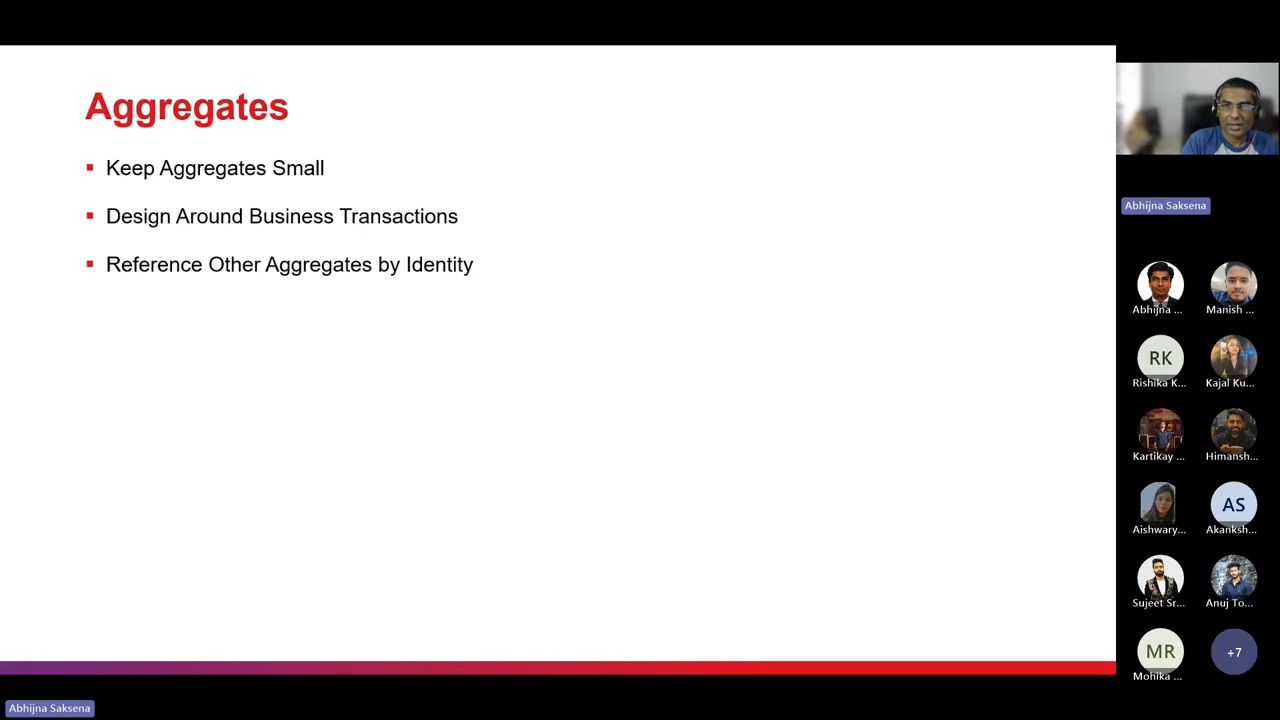 Aggregates
Keep Aggregates Small
Design Around Business Transactions
Reference Other Aggregates by Identity
Abhijna Saksena
Abhijna ...
Manish ...
RK
Rishika K...
Kajal Ku...
Kartikay ...
Himansh...
Aishwary...
AS
Akanksh...
Sujeet Sr...
Anuj To...
MR
Mohika ...
+7
Abhijna Saksena